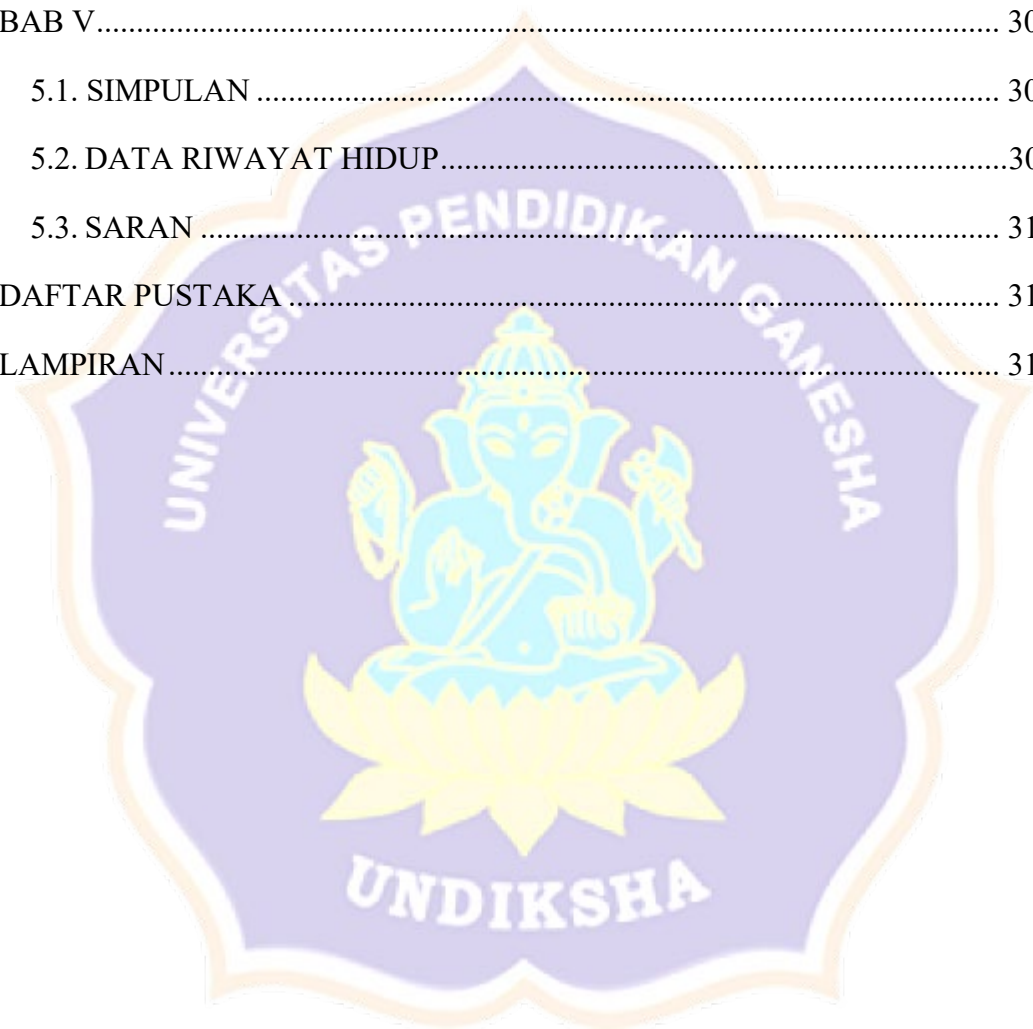 BAB V........................................................................................................... 30
5.1. SIMPULAN ........................................................................................ 30
5.2. DATA RIWAYAT HIDUP....................................................................30
5.3. SARAN ............................................................................................... 31
DAFTAR PUSTAKA .................................................................................... 31
LAMPIRAN................................................................................................... 31
UNIVERSITAS PENDIDIKAN GANESHA
UNDIKSHA